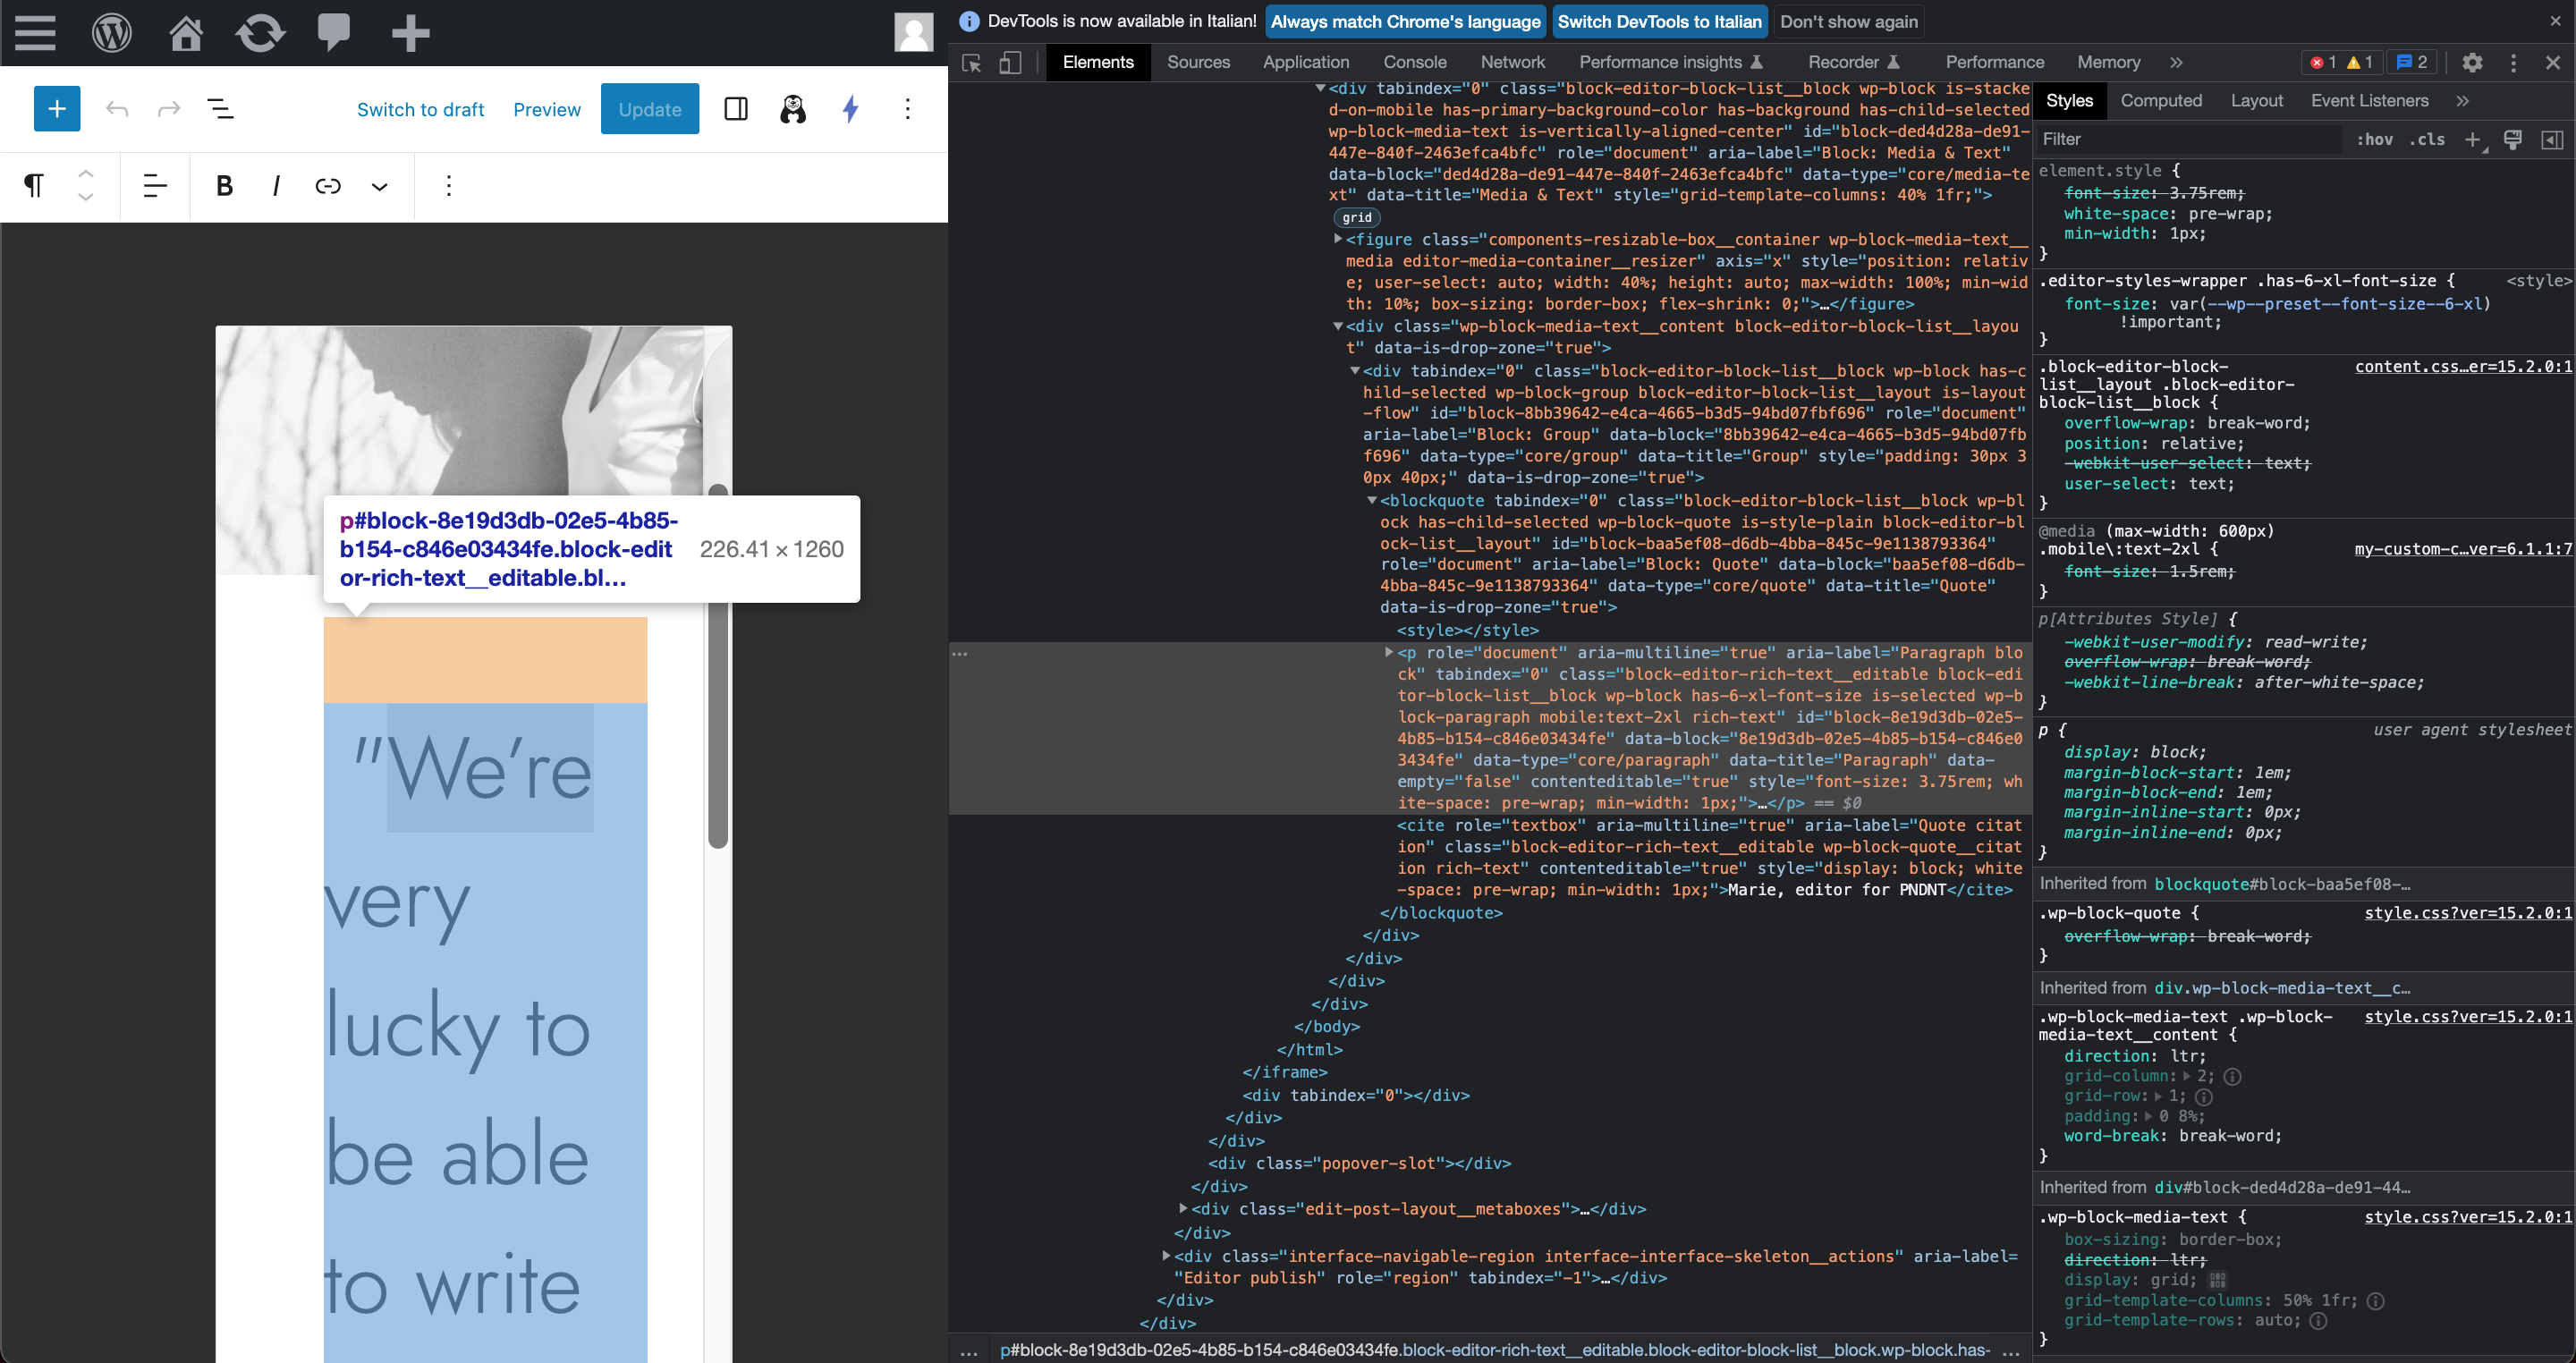 DevTools is now available in Italian! Always match Chrome's language Switch DevTools to Italian Don't show again
Elements Sources Application Console Network Performance insights Recorder Performance Memory 1 1 2
Switch to draft Preview Update
B I
p#block-8e19d3db-02e5-4b85-
b154-c846e03434fe.block-edit
or-rich-text__editable.bl…
226.41 × 1260
"We're
very
lucky to
be able
to write
<div tabindex="0" class="block-editor-block-list__block wp-block is-stacke
d-on-mobile has-primary-background-color has-background has-child-selected
wp-block-media-text is-vertically-aligned-center" id="block-ded4d28a-de91-
447e-840f-2463efca4bfc" role="document" aria-label="Block: Media & Text"
data-block="ded4d28a-de91-447e-840f-2463efca4bfc" data-type="core/media-te
xt" data-title="Media & Text" style="grid-template-columns: 40% 1fr;">
grid
<figure class="components-resizable-box__container wp-block-media-text__
media editor-media-container__resizer" axis="x" style="position: relativ
e; user-select: auto; width: 40%; height: auto; max-width: 100%; min-wid
th: 10%; box-sizing: border-box; flex-shrink: 0;">…</figure>
<div class="wp-block-media-text__content block-editor-block-list__layou
t" data-is-drop-zone="true">
<div tabindex="0" class="block-editor-block-list__block wp-block has-c
hild-selected wp-block-group block-editor-block-list__layout is-layout
-flow" id="block-8bb39642-e4ca-4665-b3d5-94bd07fbf696" role="document"
aria-label="Block: Group" data-block="8bb39642-e4ca-4665-b3d5-94bd07fb
f696" data-type="core/group" data-title="Group" style="padding: 30px 3
0px 40px;" data-is-drop-zone="true">
<blockquote tabindex="0" class="block-editor-block-list__block wp-bl
ock has-child-selected wp-block-quote is-style-plain block-editor-bl
ock-list__layout" id="block-baa5ef08-d6db-4bba-845c-9e1138793364"
role="document" aria-label="Block: Quote" data-block="baa5ef08-d6db-
4bba-845c-9e1138793364" data-type="core/quote" data-title="Quote"
data-is-drop-zone="true">
<style></style>
<p role="document" aria-multiline="true" aria-label="Paragraph blo
ck" tabindex="0" class="block-editor-rich-text__editable block-edi
tor-block-list__block wp-block has-6-xl-font-size is-selected wp-b
lock-paragraph mobile:text-2xl rich-text" id="block-8e19d3db-02e5-
4b85-b154-c846e03434fe" data-block="8e19d3db-02e5-4b85-b154-c846e0
3434fe" data-type="core/paragraph" data-title="Paragraph" data-
empty="false" contenteditable="true" style="font-size: 3.75rem; wh
ite-space: pre-wrap; min-width: 1px;">…</p> == $0
<cite role="textbox" aria-multiline="true" aria-label="Quote citat
ion" class="block-editor-rich-text__editable wp-block-quote__citat
ion rich-text" contenteditable="true" style="display: block; white
-space: pre-wrap; min-width: 1px;">Marie, editor for PNDNT</cite>
</blockquote>
</div>
</div>
</div>
</div>
</body>
</html>
</iframe>
<div tabindex="0"></div>
</div>
</div>
<div class="popover-slot"></div>
</div>
<div class="edit-post-layout__metaboxes">…</div>
</div>
<div class="interface-navigable-region interface-interface-skeleton__actions" aria-label=
"Editor publish" role="region" tabindex="-1">…</div>
</div>
</div>
... p#block-8e19d3db-02e5-4b85-b154-c846e03434fe.block-editor-rich-text__editable.block-editor-block-list__block.wp-block.has- ...
Styles Computed Layout Event Listeners
Filter :hov .cls
element.style {
font-size: 3.75rem;
white-space: pre-wrap;
min-width: 1px;
}
.editor-styles-wrapper .has-6-xl-font-size { <style>
font-size: var(--wp--preset--font-size--6-xl)
!important;
}
.block-editor-block- content.css…er=15.2.0:1
list__layout .block-editor-
block-list__block {
overflow-wrap: break-word;
position: relative;
-webkit-user-select: text;
user-select: text;
}
@media (max-width: 600px)
.mobile\:text-2xl { my-custom-c…ver=6.1.1:7
font-size: 1.5rem;
}
p[Attributes Style] {
-webkit-user-modify: read-write;
overflow-wrap: break-word;
-webkit-line-break: after-white-space;
}
p { user agent stylesheet
display: block;
margin-block-start: 1em;
margin-block-end: 1em;
margin-inline-start: 0px;
margin-inline-end: 0px;
}
Inherited from blockquote#block-baa5ef08-…
.wp-block-quote { style.css?ver=15.2.0:1
overflow-wrap: break-word;
}
Inherited from div.wp-block-media-text__c…
.wp-block-media-text .wp-block- style.css?ver=15.2.0:1
media-text__content {
direction: ltr;
grid-column: 2;
grid-row: 1;
padding: 0 8%;
word-break: break-word;
}
Inherited from div#block-ded4d28a-de91-44…
.wp-block-media-text { style.css?ver=15.2.0:1
box-sizing: border-box;
direction: ltr;
display: grid;
grid-template-columns: 50% 1fr;
grid-template-rows: auto;
}